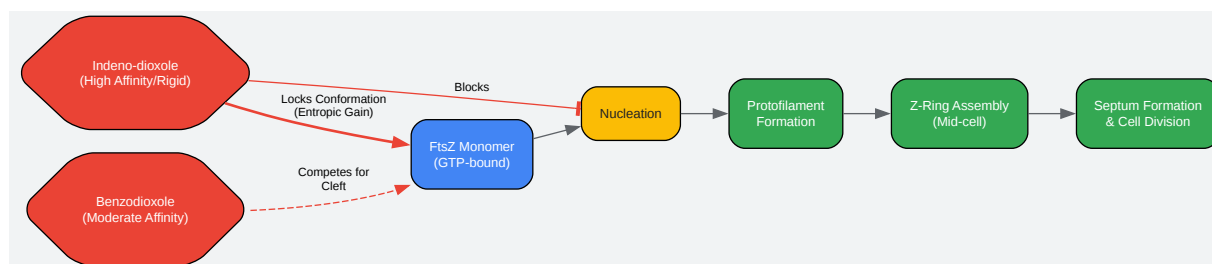 Indeno-dioxole
(High Affinity/Rigid)
Blocks
Locks Conformation
(Entropic Gain)
Nucleation
Protofilament
Formation
Z-Ring Assembly
(Mid-cell)
Septum Formation
& Cell Division
FtsZ Monomer
(GTP-bound)
Competes for
Cleft
Benzodioxole
(Moderate Affinity)